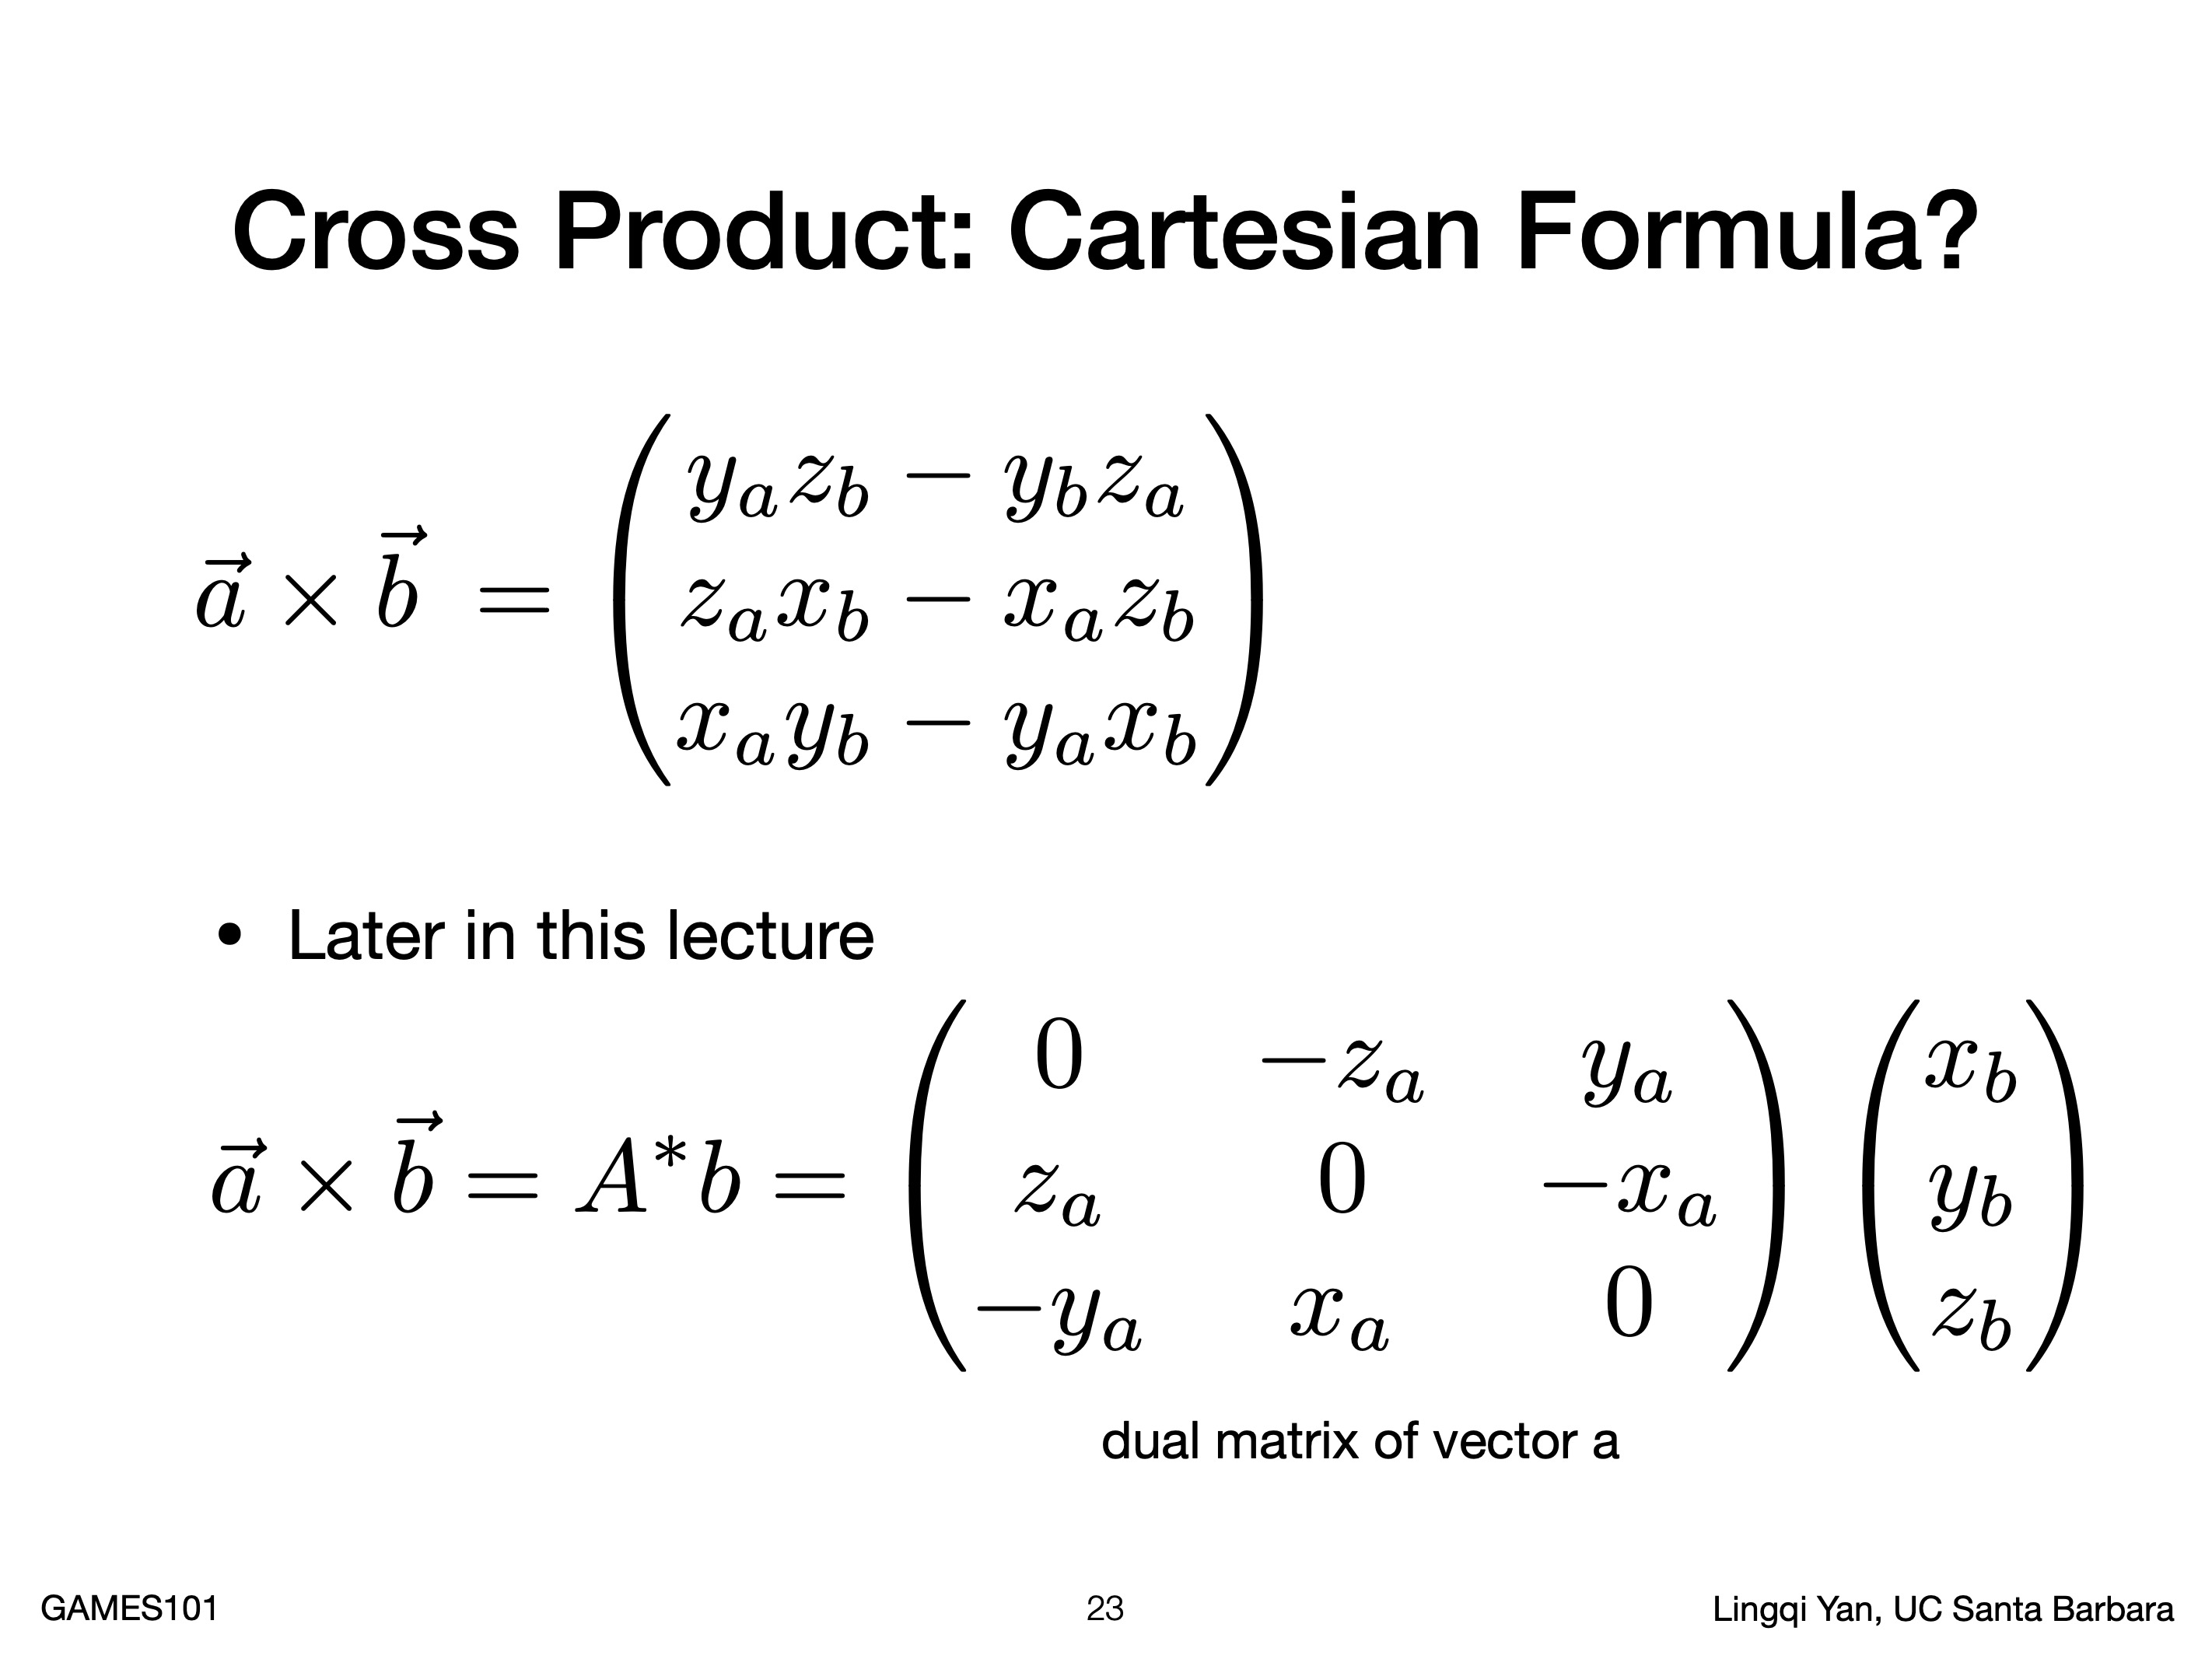 Cross Product: Cartesian Formula?
$\vec{a} \times \vec{b} = \begin{pmatrix} y_a z_b - y_b z_a \\ z_a x_b - x_a z_b \\ x_a y_b - y_a x_b \end{pmatrix}$
• Later in this lecture
$\vec{a} \times \vec{b} = A^* b = \begin{pmatrix} 0 & -z_a & y_a \\ z_a & 0 & -x_a \\ -y_a & x_a & 0 \end{pmatrix} \begin{pmatrix} x_b \\ y_b \\ z_b \end{pmatrix}$
dual matrix of vector a
GAMES101
23
Lingqi Yan, UC Santa Barbara